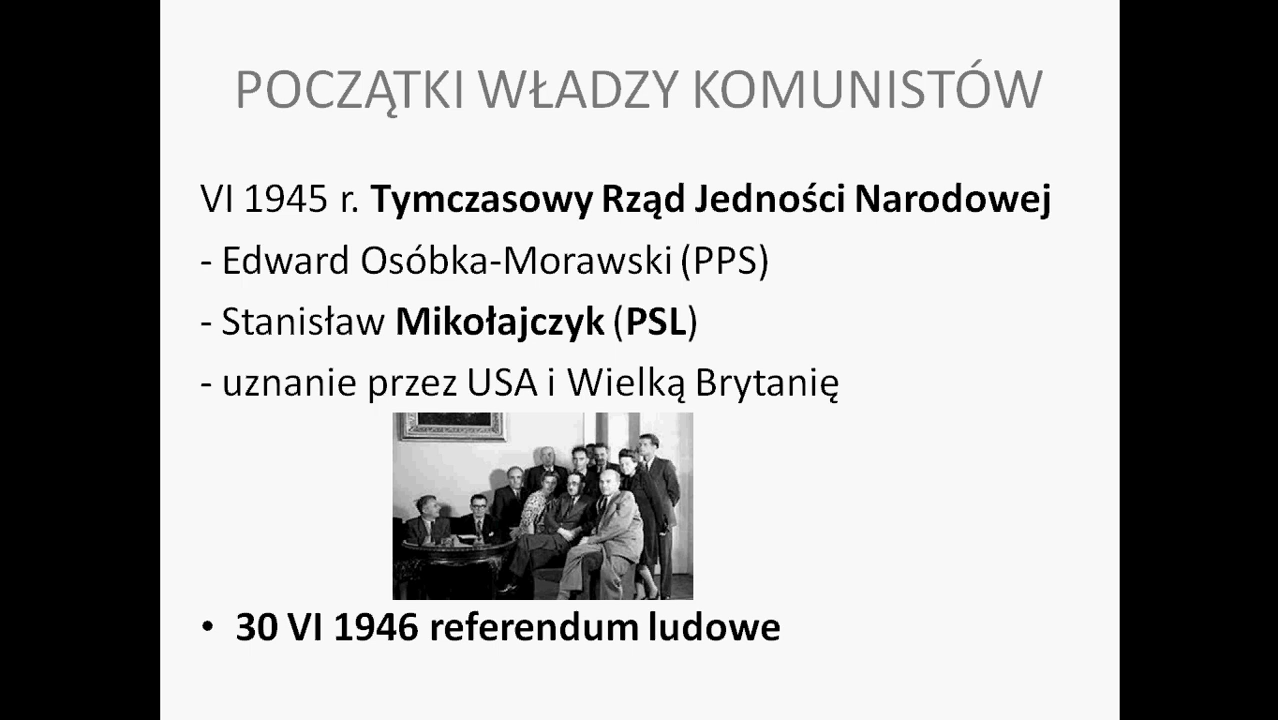 POCZĄTKI WŁADZY KOMUNISTÓW
VI 1945 r. Tymczasowy Rząd Jedności Narodowej
- Edward Osóbka-Morawski (PPS)
- Stanisław Mikołajczyk (PSL)
- uznanie przez USA i Wielką Brytanię
• 30 VI 1946 referendum ludowe